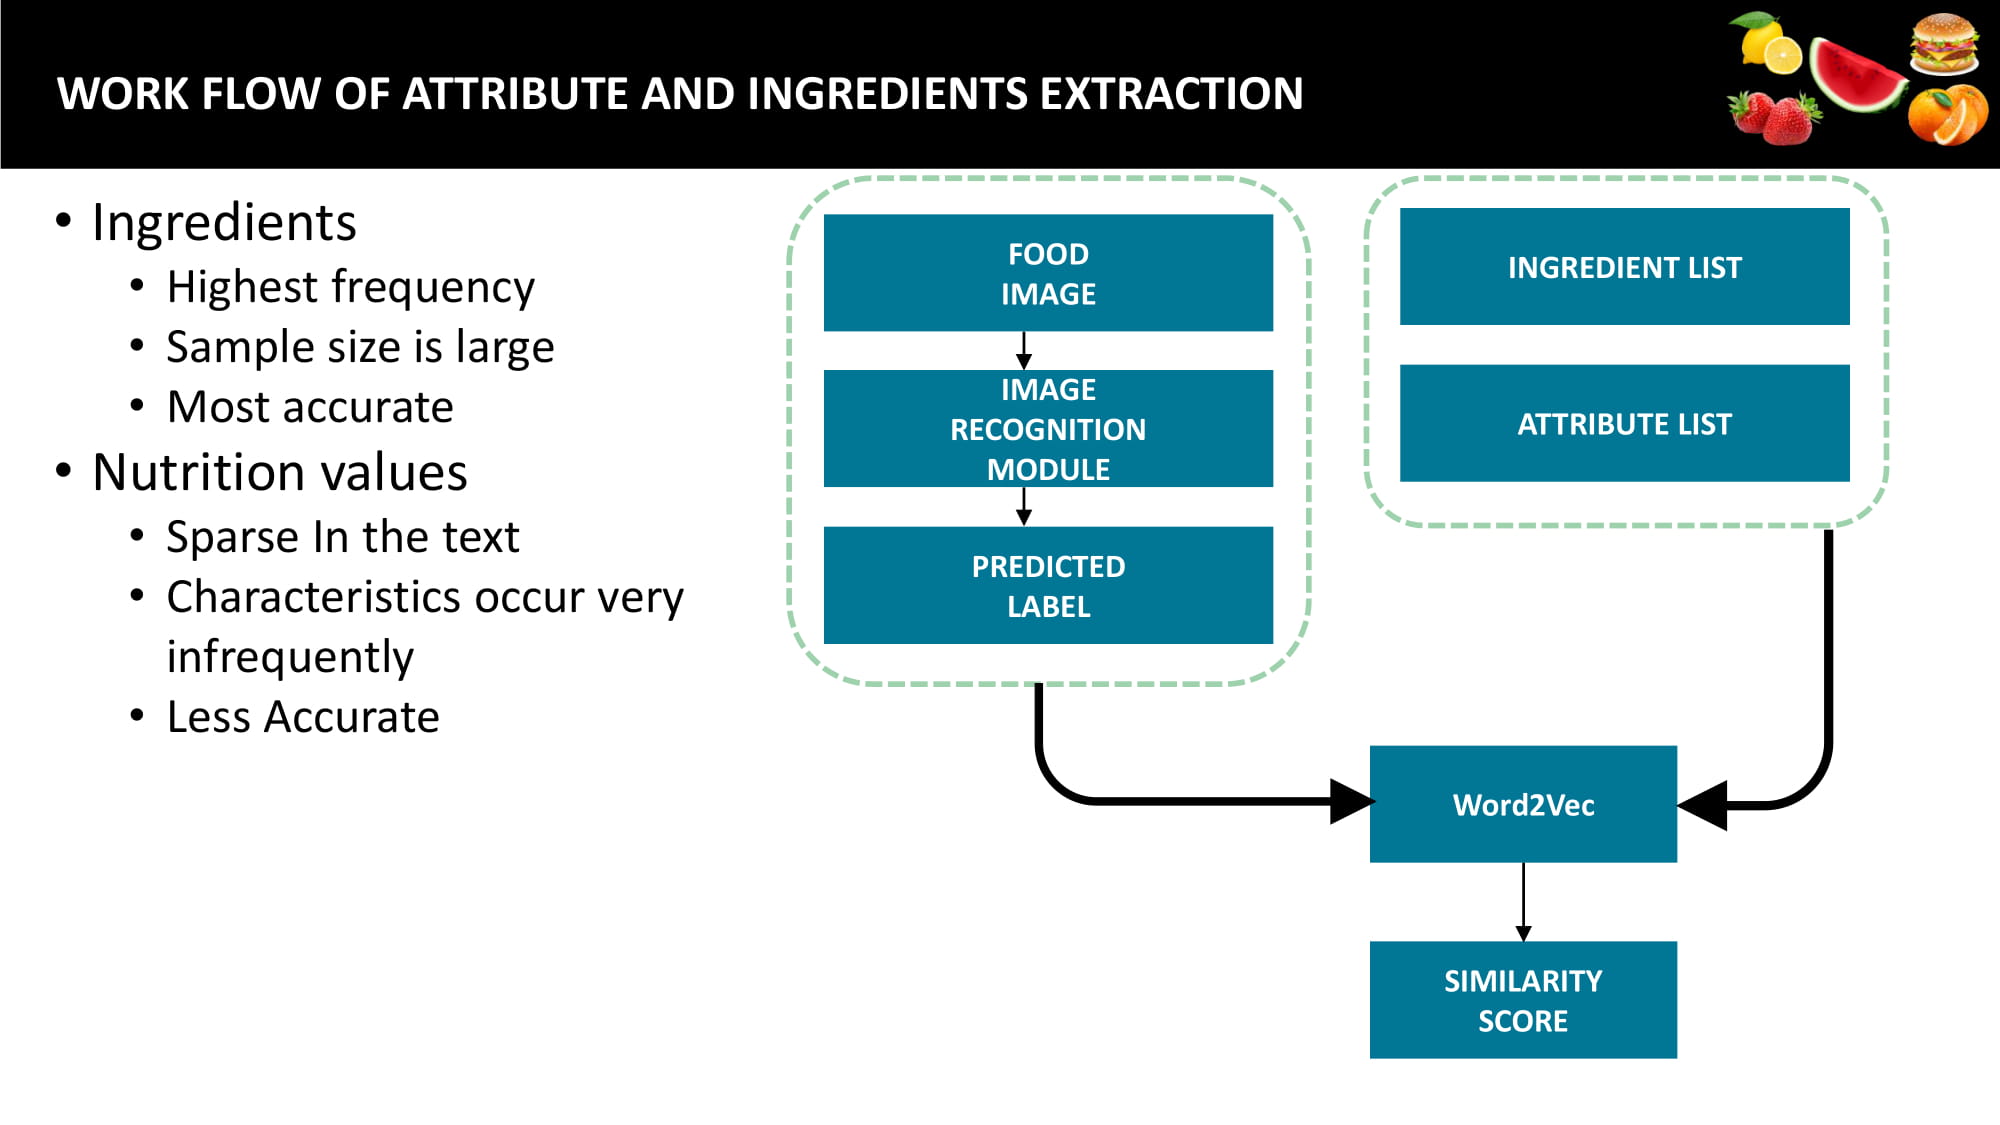 WORK FLOW OF ATTRIBUTE AND INGREDIENTS EXTRACTION
• Ingredients
• Highest frequency
• Sample size is large
• Most accurate
• Nutrition values
• Sparse In the text
• Characteristics occur very
infrequently
• Less Accurate
FOOD
IMAGE
IMAGE
RECOGNITION
MODULE
PREDICTED
LABEL
INGREDIENT LIST
ATTRIBUTE LIST
Word2Vec
SIMILARITY
SCORE